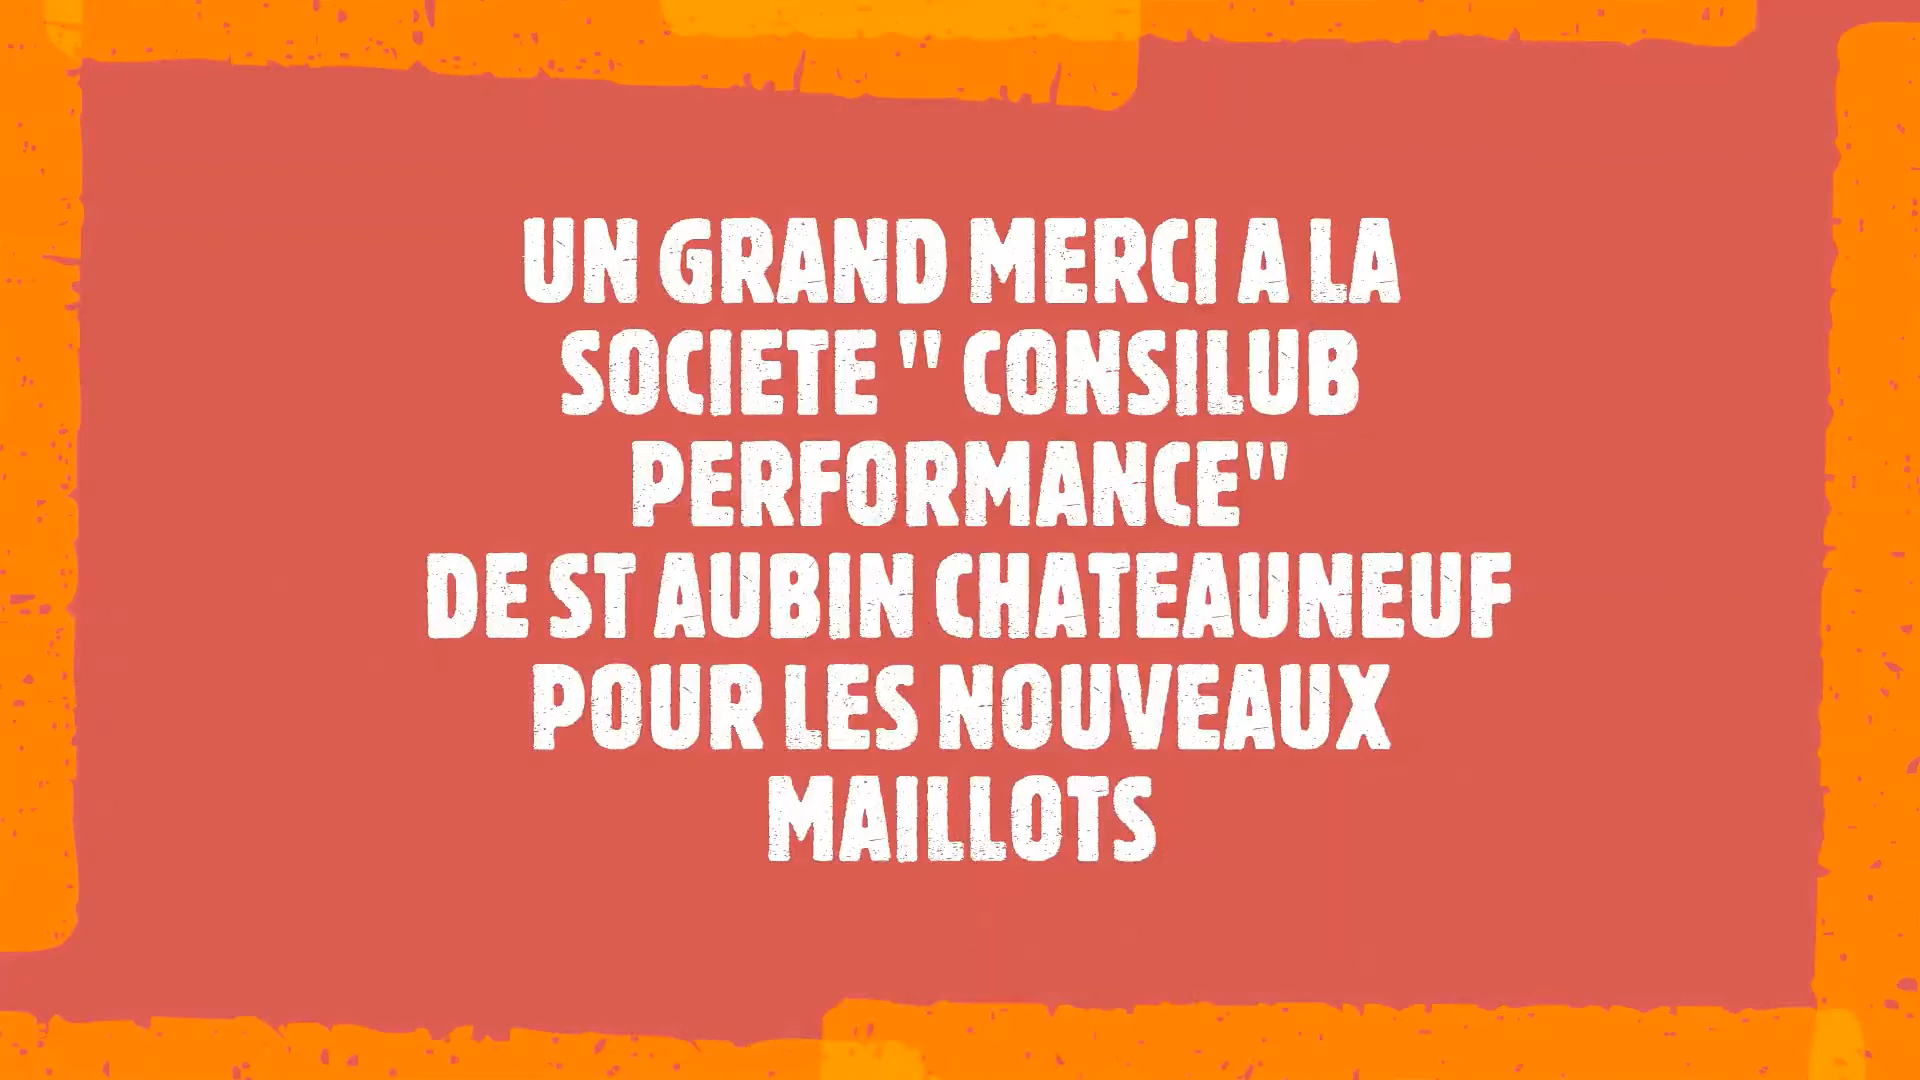 UN GRAND MERCI A LA
SOCIETE " CONSILUB
PERFORMANCE"
DE ST AUBIN CHATEAUNEUF
POUR LES NOUVEAUX
MAILLOTS